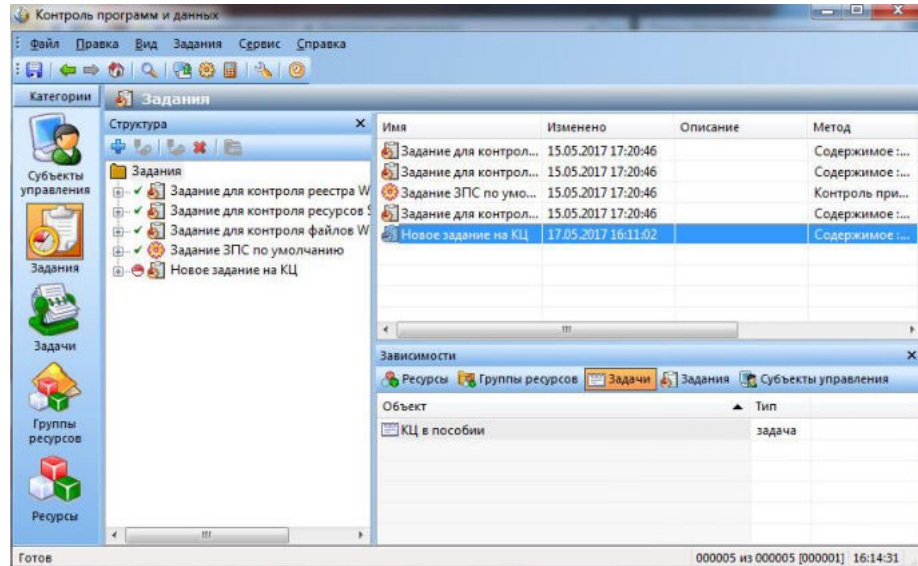 Контроль программ и данных
Файл Правка Вид Задания Сервис Справка
Категории
Задания
Субъекты
управления
Задания
Задачи
Группы
ресурсов
Ресурсы
Структура
Задания
Задание для контроля реестра W
Задание для контроля ресурсов S
Задание для контроля файлов W
Задание ЗПС по умолчанию
Новое задание на КЦ
Имя Изменено Описание Метод
Задание для контрол... 15.05.2017 17:20:46 Содержимое :...
Задание для контрол... 15.05.2017 17:20:46 Содержимое :...
Задание ЗПС по умо... 15.05.2017 17:20:46 Контроль при...
Задание для контрол... 15.05.2017 17:20:46 Содержимое :...
Новое задание на КЦ 17.05.2017 16:11:02 Содержимое :...
Зависимости
Ресурсы Группы ресурсов Задачи Задания Субъекты управления
Объект Тип
КЦ в пособии задача
Готов 000005 из 000005 [000001] 16:14:31